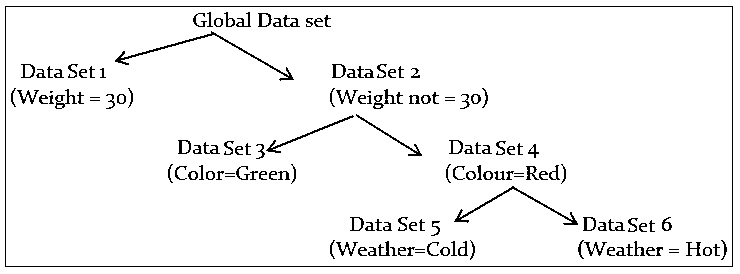 Global Data set
Data Set 1
(Weight = 30)
Data Set 2
(Weight not = 30)
Data Set 3
(Color=Green)
Data Set 4
(Colour=Red)
Data Set 5
(Weather=Cold)
Data Set 6
(Weather = Hot)